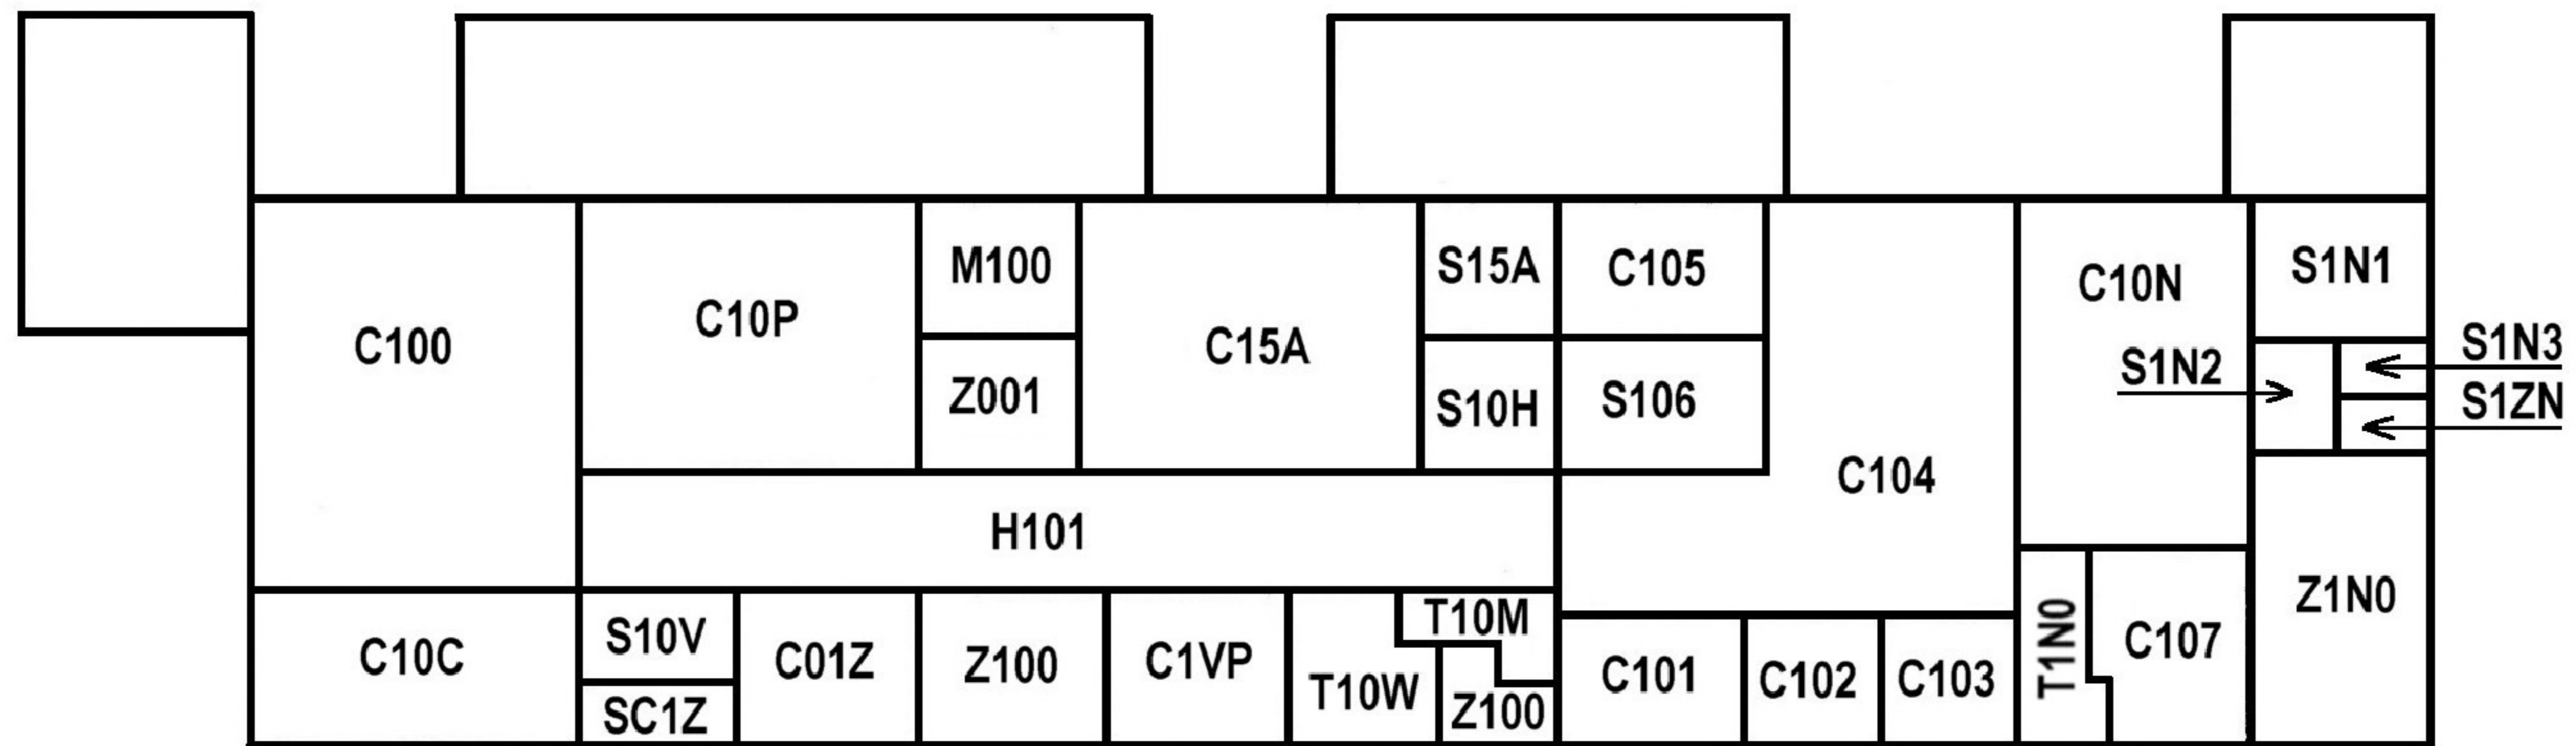 M100
S15A
C105
S1N1
C10N
C10P
C100
C15A
S1N3
S1N2
Z001
S10H
S106
S1ZN
C104
H101
Z1N0
T10M
S10V
C10C
C01Z
Z100
C1VP
T1N0
C107
T10W
C101
C102
C103
SC1Z
Z100